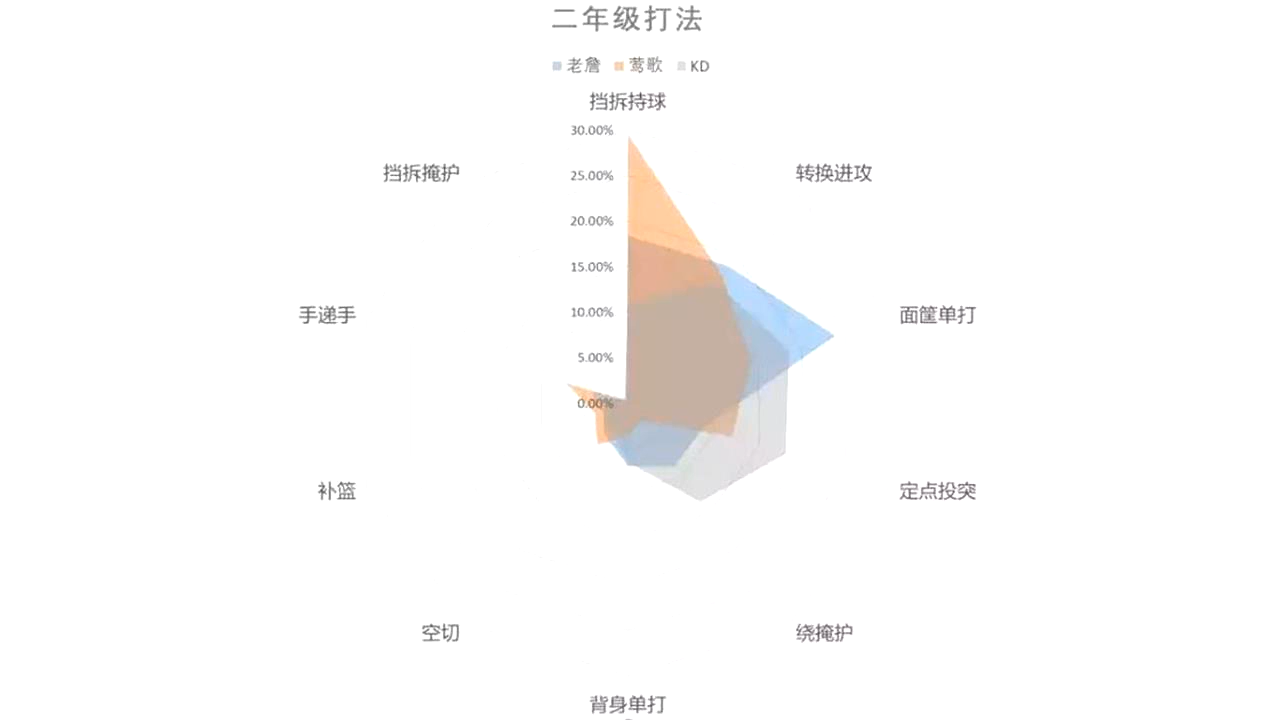 二年级打法
老詹 莺歌 KD
挡拆持球
30.00%
挡拆掩护
25.00%
转换进攻
20.00%
15.00%
手递手
10.00%
面筐单打
5.00%
0.00%
补篮
定点投突
空切
绕掩护
背身单打